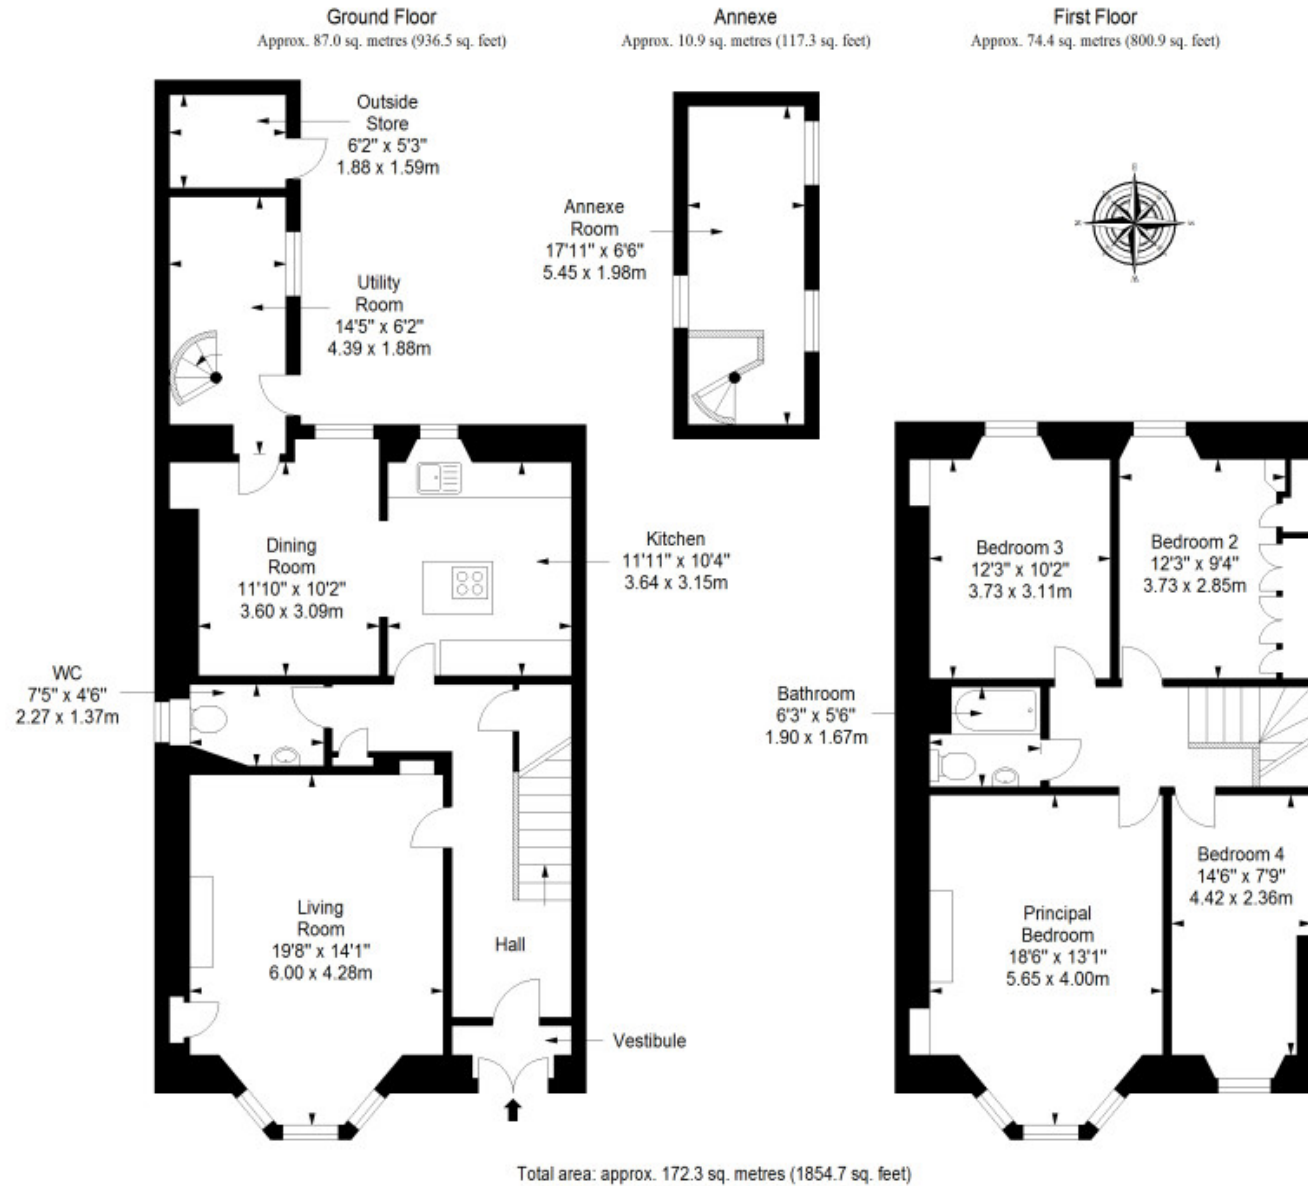 Ground Floor
Approx. 87.0 sq. metres (936.5 sq. feet)
Annexe
Approx. 10.9 sq. metres (117.3 sq. feet)
First Floor
Approx. 74.4 sq. metres (800.9 sq. feet)
Outside
Store
6'2" x 5'3"
1.88 x 1.59m
Utility
Room
14'5" x 6'2"
4.39 x 1.88m
Annexe
Room
17'11" x 6'6"
5.45 x 1.98m
E
N
S
W
Dining
Room
11'10" x 10'2"
3.60 x 3.09m
Kitchen
11'11" x 10'4"
3.64 x 3.15m
WC
7'5" x 4'6"
2.27 x 1.37m
Living
Room
19'8" x 14'1"
6.00 x 4.28m
Hall
Vestibule
Bedroom 3
12'3" x 10'2"
3.73 x 3.11m
Bedroom 2
12'3" x 9'4"
3.73 x 2.85m
Bathroom
6'3" x 5'6"
1.90 x 1.67m
Principal
Bedroom
18'6" x 13'1"
5.65 x 4.00m
Bedroom 4
14'6" x 7'9"
4.42 x 2.36m
Total area: approx. 172.3 sq. metres (1854.7 sq. feet)